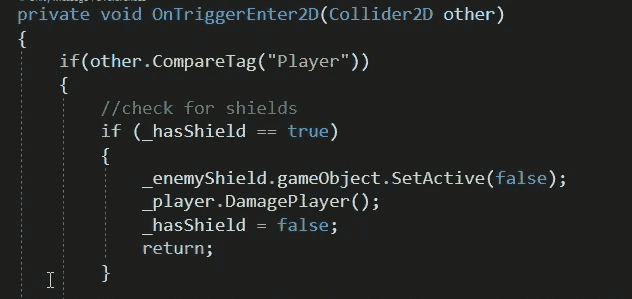 private void OnTriggerEnter2D(Collider2D other)
{
if(other.CompareTag("Player"))
{
//check for shields
if (_hasShield == true)
{
_enemyShield.gameObject.SetActive(false);
_player.DamagePlayer();
_hasShield = false;
return;
}